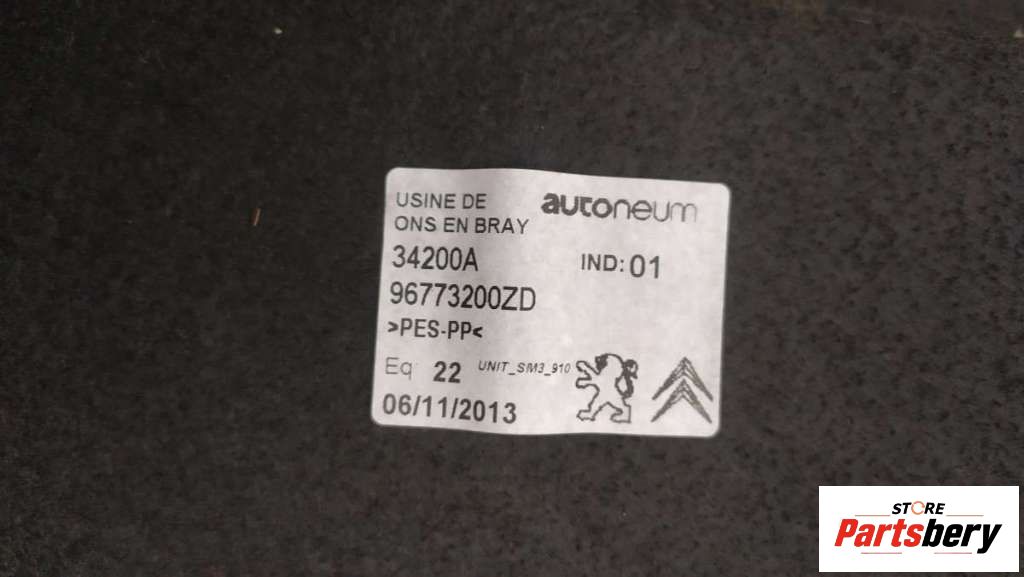 USINE DE
ONS EN BRAY
autoneum
34200A
IND: 01
96773200ZD
>PES-PP<
Eq 22 UNIT_SM3_910
06/11/2013
STORE
Partsbery